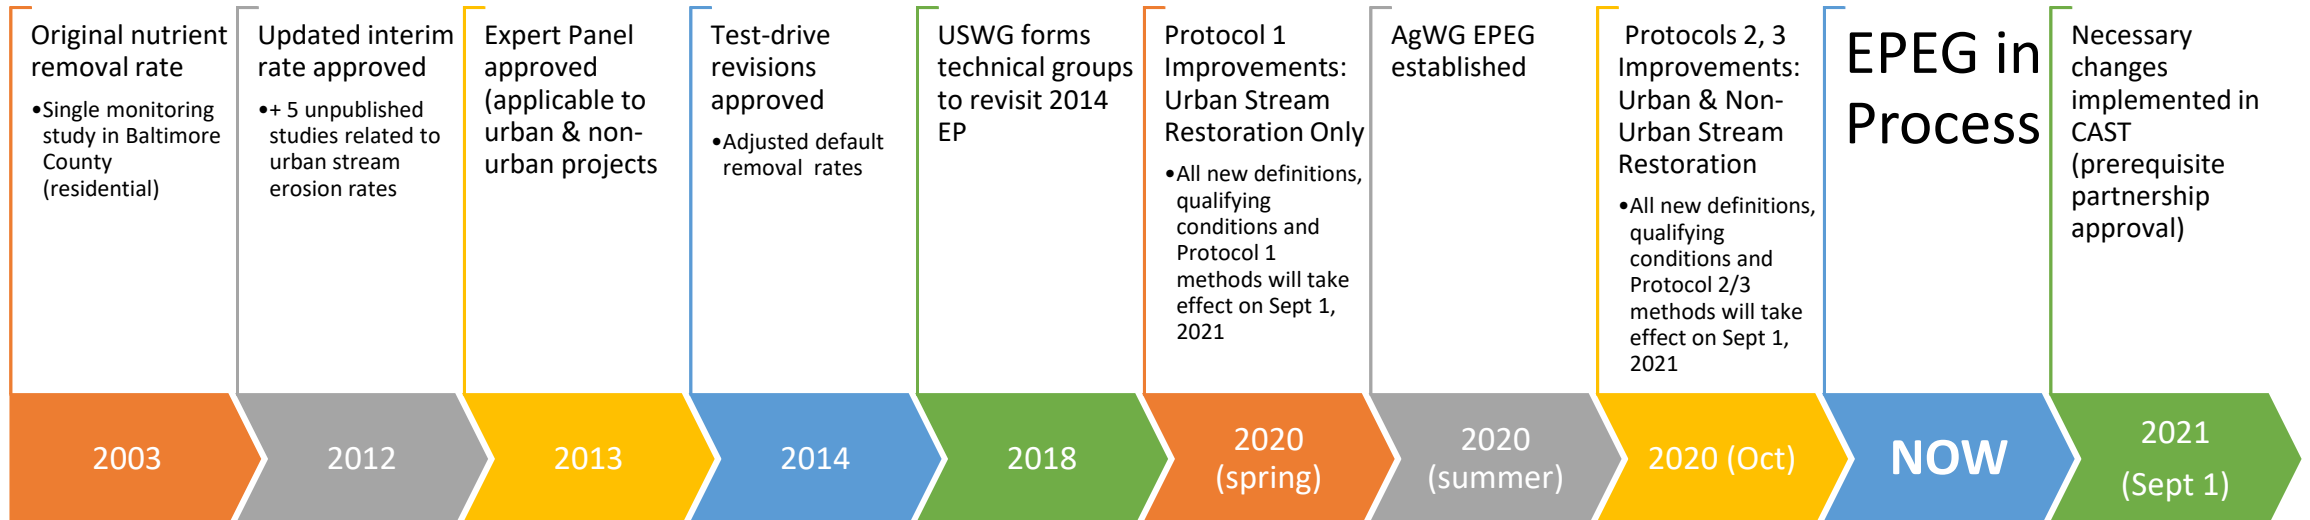 Original nutrient
removal rate
•Single monitoring
study in Baltimore
County
(residential)
Updated interim
rate approved
•+ 5 unpublished
studies related to
urban stream
erosion rates
Expert Panel
approved
(applicable to
urban & non-
urban projects
Test-drive
revisions
approved
•Adjusted default
removal rates
USWG forms
technical groups
to revisit 2014
EP
Protocol 1
Improvements:
Urban Stream
Restoration Only
•All new definitions,
qualifying
conditions and
Protocol 1
methods will take
effect on Sept 1,
2021
AgWG EPEG
established
Protocols 2, 3
Improvements:
Urban & Non-
Urban Stream
Restoration
•All new definitions,
qualifying
conditions and
Protocol 2/3
methods will take
effect on Sept 1,
2021
EPEG in
Process
Necessary
changes
implemented in
CAST
(prerequisite
partnership
approval)
2003
2012
2013
2014
2018
2020
(spring)
2020
(summer)
2020 (Oct)
NOW
2021
(Sept 1)